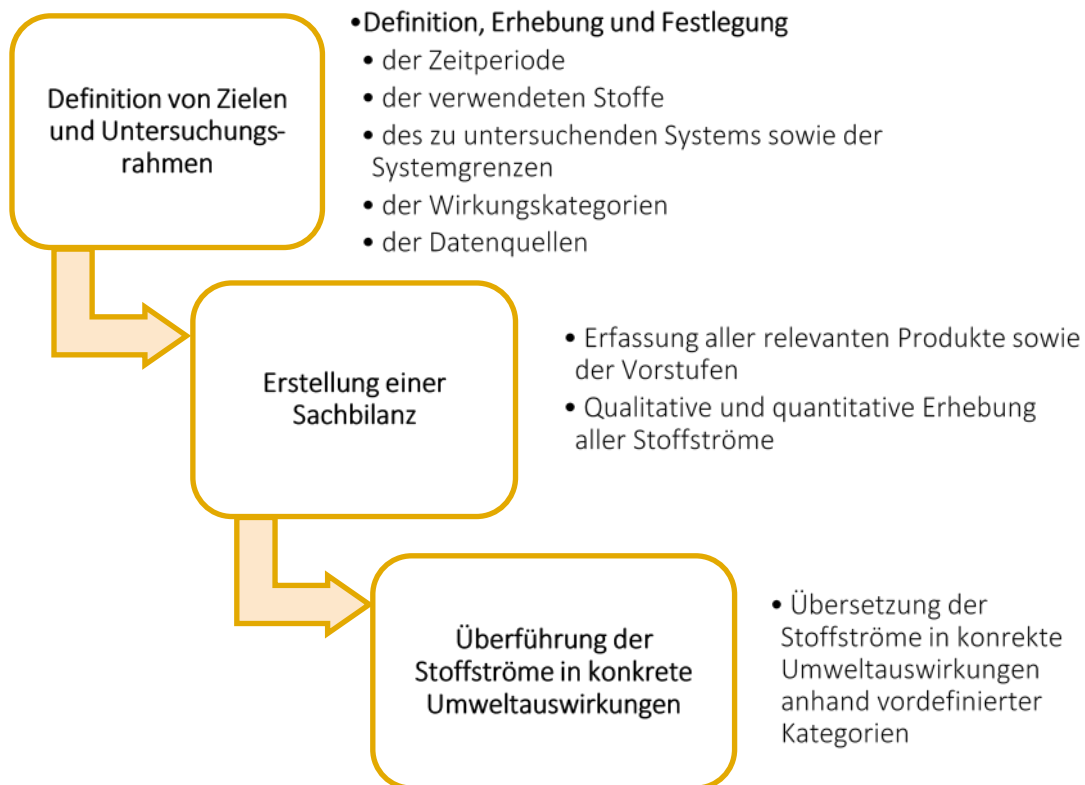 Definition von Zielen
und Untersuchungs-
rahmen
•Definition, Erhebung und Festlegung
• der Zeitperiode
• der verwendeten Stoffe
• des zu untersuchenden Systems sowie der
Systemgrenzen
• der Wirkungskategorien
• der Datenquellen
Erstellung einer
Sachbilanz
• Erfassung aller relevanten Produkte sowie
der Vorstufen
• Qualitative und quantitative Erhebung
aller Stoffströme
Überführung der
Stoffströme in konkrete
Umweltauswirkungen
• Übersetzung der
Stoffströme in konrekte
Umweltauswirkungen
anhand vordefinierter
Kategorien